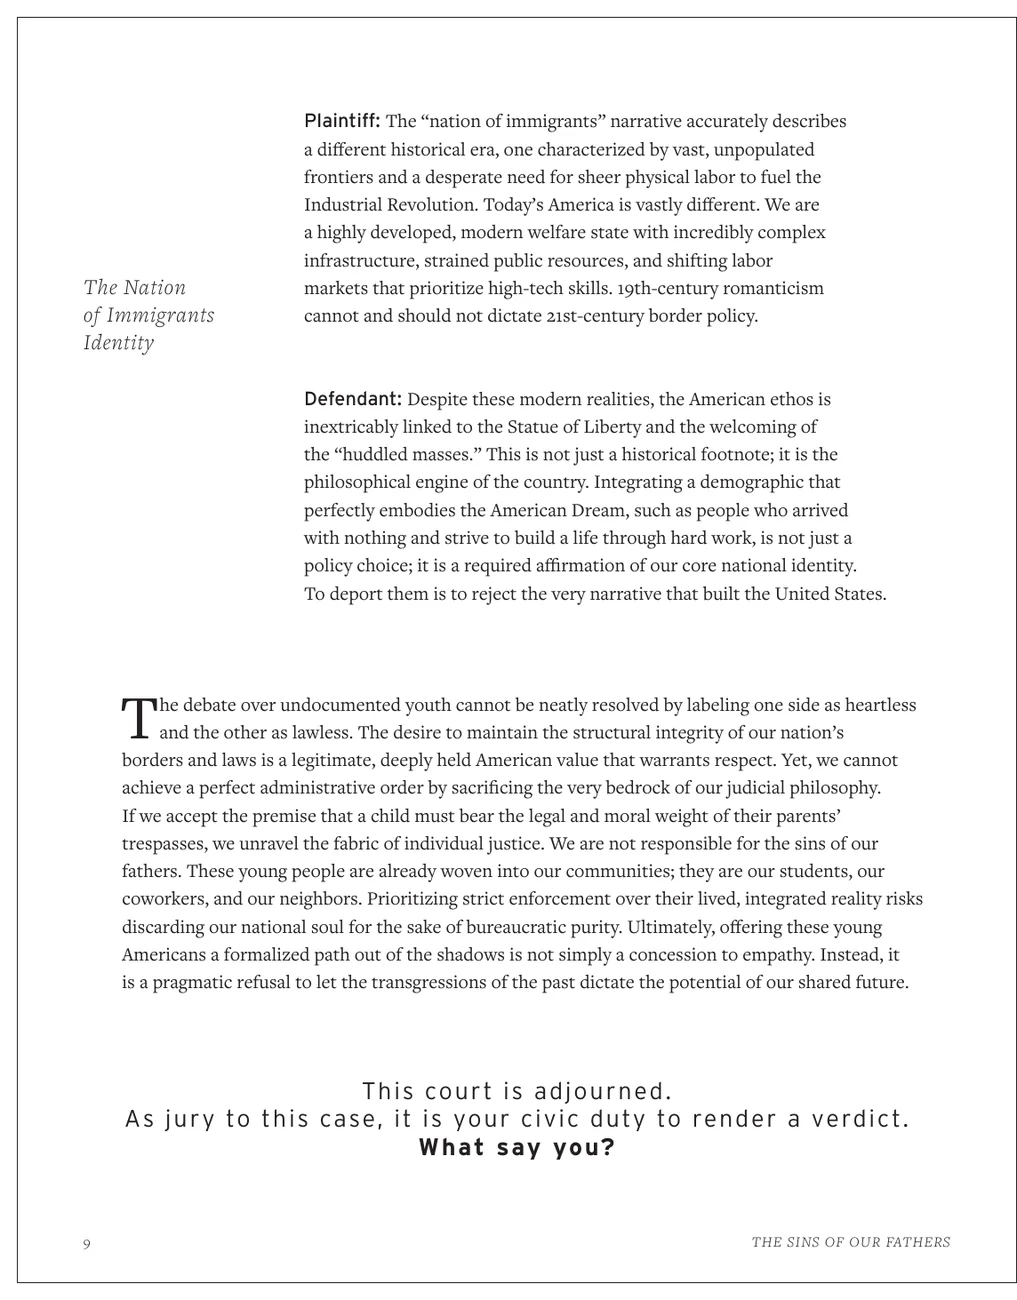 Plaintiff: The “nation of immigrants” narrative accurately describes
a different historical era, one characterized by vast, unpopulated
frontiers and a desperate need for sheer physical labor to fuel the
Industrial Revolution. Today’s America is vastly different. We are
a highly developed, modern welfare state with incredibly complex
infrastructure, strained public resources, and shifting labor
markets that prioritize high-tech skills. 19th-century romanticism
cannot and should not dictate 21st-century border policy.
The Nation
of Immigrants
Identity
Defendant: Despite these modern realities, the American ethos is
inextricably linked to the Statue of Liberty and the welcoming of
the “huddled masses.” This is not just a historical footnote; it is the
philosophical engine of the country. Integrating a demographic that
perfectly embodies the American Dream, such as people who arrived
with nothing and strive to build a life through hard work, is not just a
policy choice; it is a required affirmation of our core national identity.
To deport them is to reject the very narrative that built the United States.
The debate over undocumented youth cannot be neatly resolved by labeling one side as heartless
and the other as lawless. The desire to maintain the structural integrity of our nation’s
borders and laws is a legitimate, deeply held American value that warrants respect. Yet, we cannot
achieve a perfect administrative order by sacrificing the very bedrock of our judicial philosophy.
If we accept the premise that a child must bear the legal and moral weight of their parents’
trespasses, we unravel the fabric of individual justice. We are not responsible for the sins of our
fathers. These young people are already woven into our communities; they are our students, our
coworkers, and our neighbors. Prioritizing strict enforcement over their lived, integrated reality risks
discarding our national soul for the sake of bureaucratic purity. Ultimately, offering these young
Americans a formalized path out of the shadows is not simply a concession to empathy. Instead, it
is a pragmatic refusal to let the transgressions of the past dictate the potential of our shared future.
This court is adjourned.
As jury to this case, it is your civic duty to render a verdict.
What say you?
9
THE SINS OF OUR FATHERS